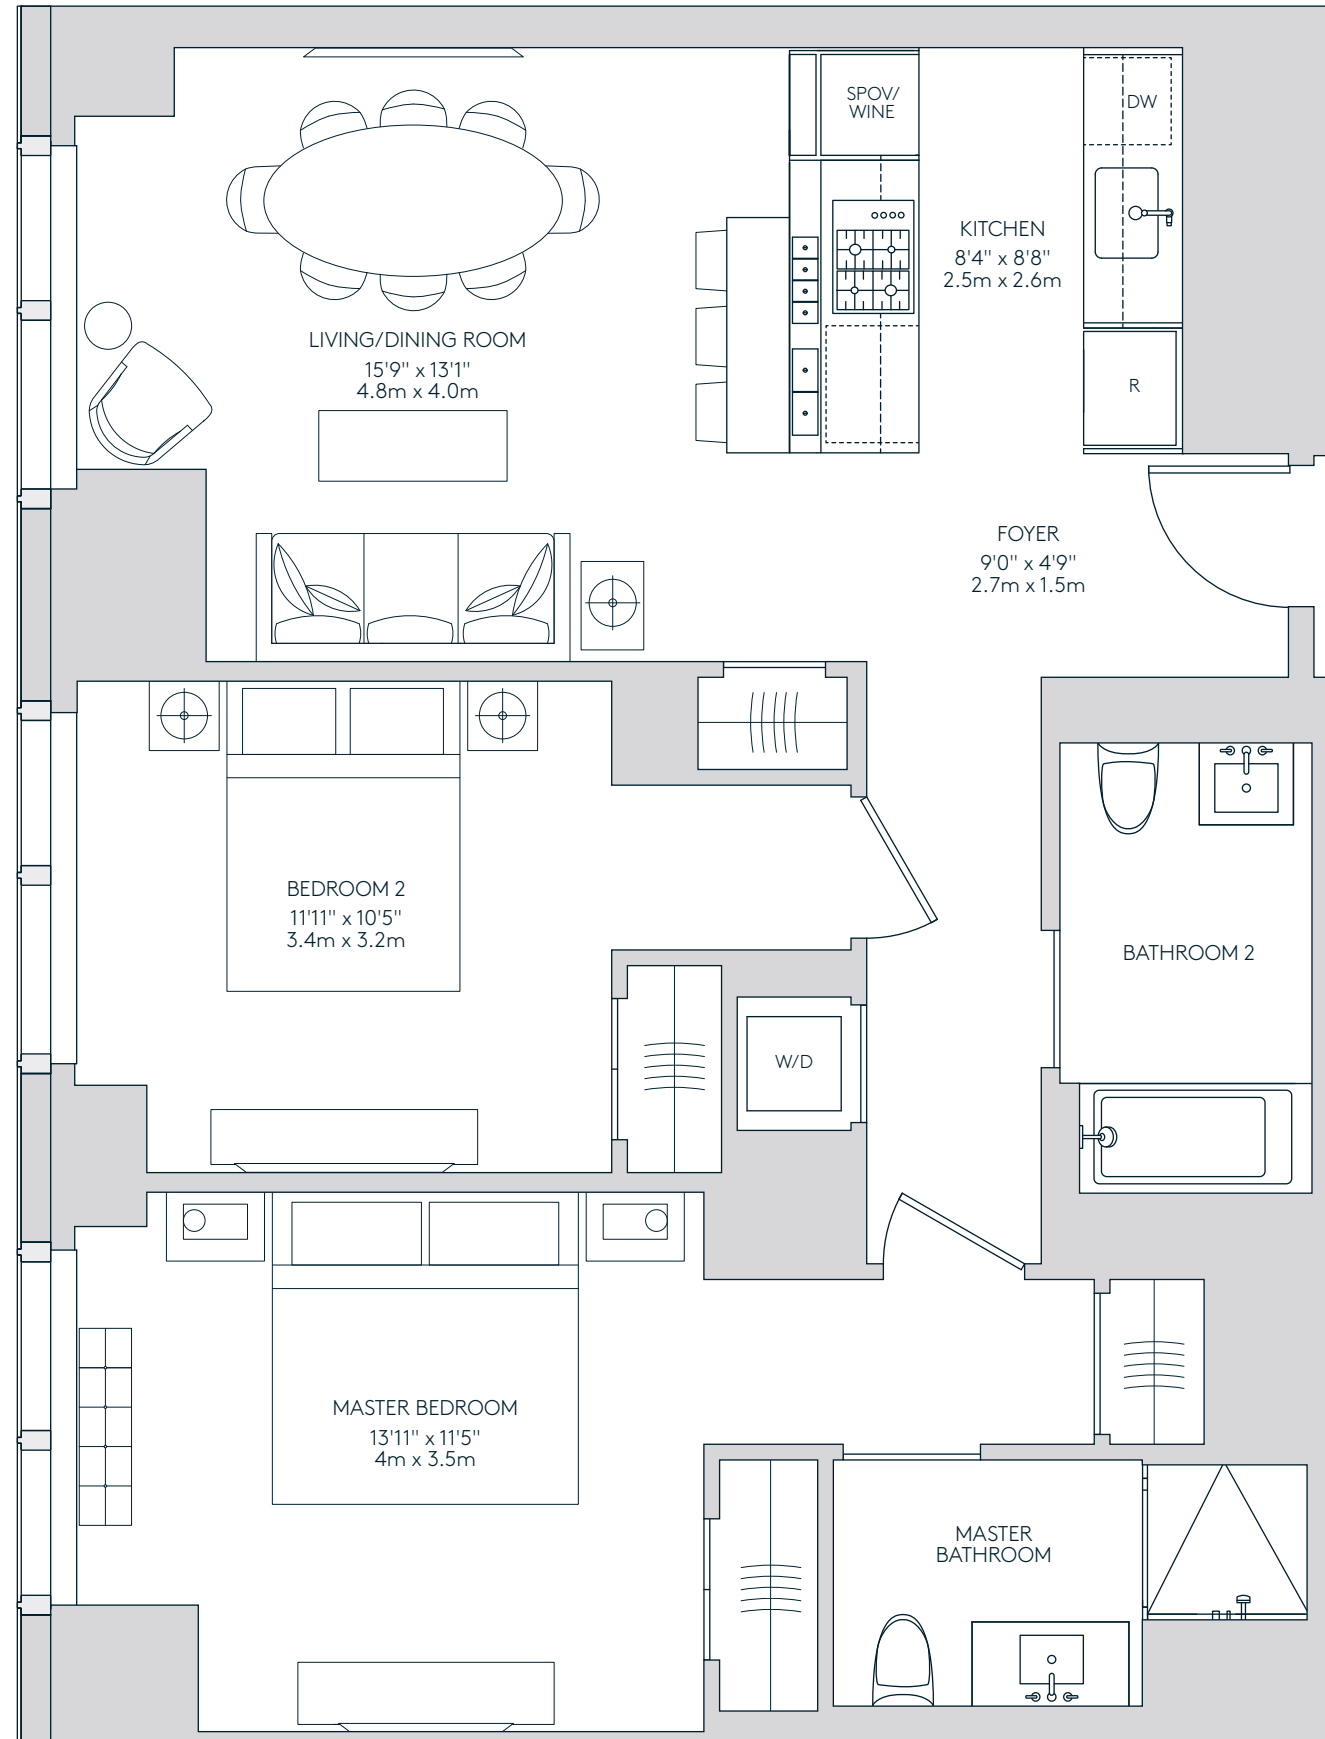 SPOV/
WINE
DW
KITCHEN
8'4" x 8'8"
2.5m x 2.6m
LIVING/DINING ROOM
15'9" x 13'1"
4.8m x 4.0m
R
FOYER
9'0" x 4'9"
2.7m x 1.5m
BEDROOM 2
11'11" x 10'5"
3.4m x 3.2m
BATHROOM 2
W/D
MASTER BEDROOM
13'11" x 11'5"
4m x 3.5m
MASTER
BATHROOM